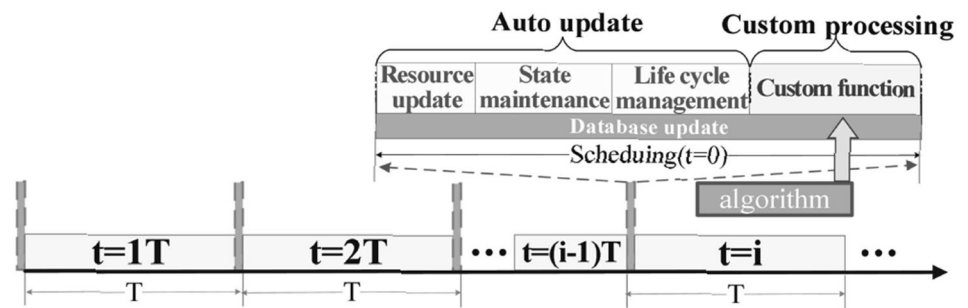 Auto update Custom processing
Resource update State maintenance Life cycle management Custom function
Database update
Scheduing(t=0)
algorithm
t=1T t=2T ••• t=(i-1)T t=i •••
T T T